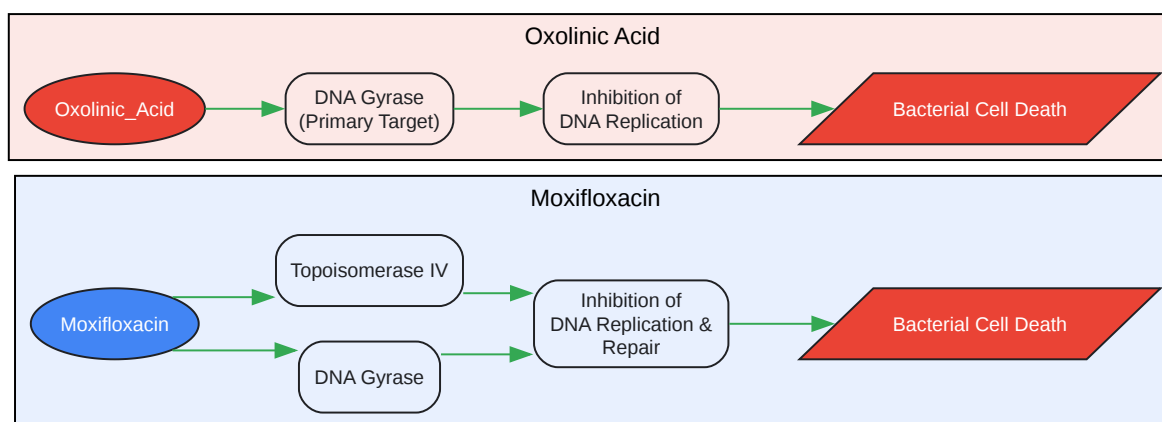 Oxolinic Acid
Oxolinic_Acid
DNA Gyrase
(Primary Target)
Inhibition of
DNA Replication
Bacterial Cell Death
Moxifloxacin
Moxifloxacin
Topoisomerase IV
DNA Gyrase
Inhibition of
DNA Replication &
Repair
Bacterial Cell Death